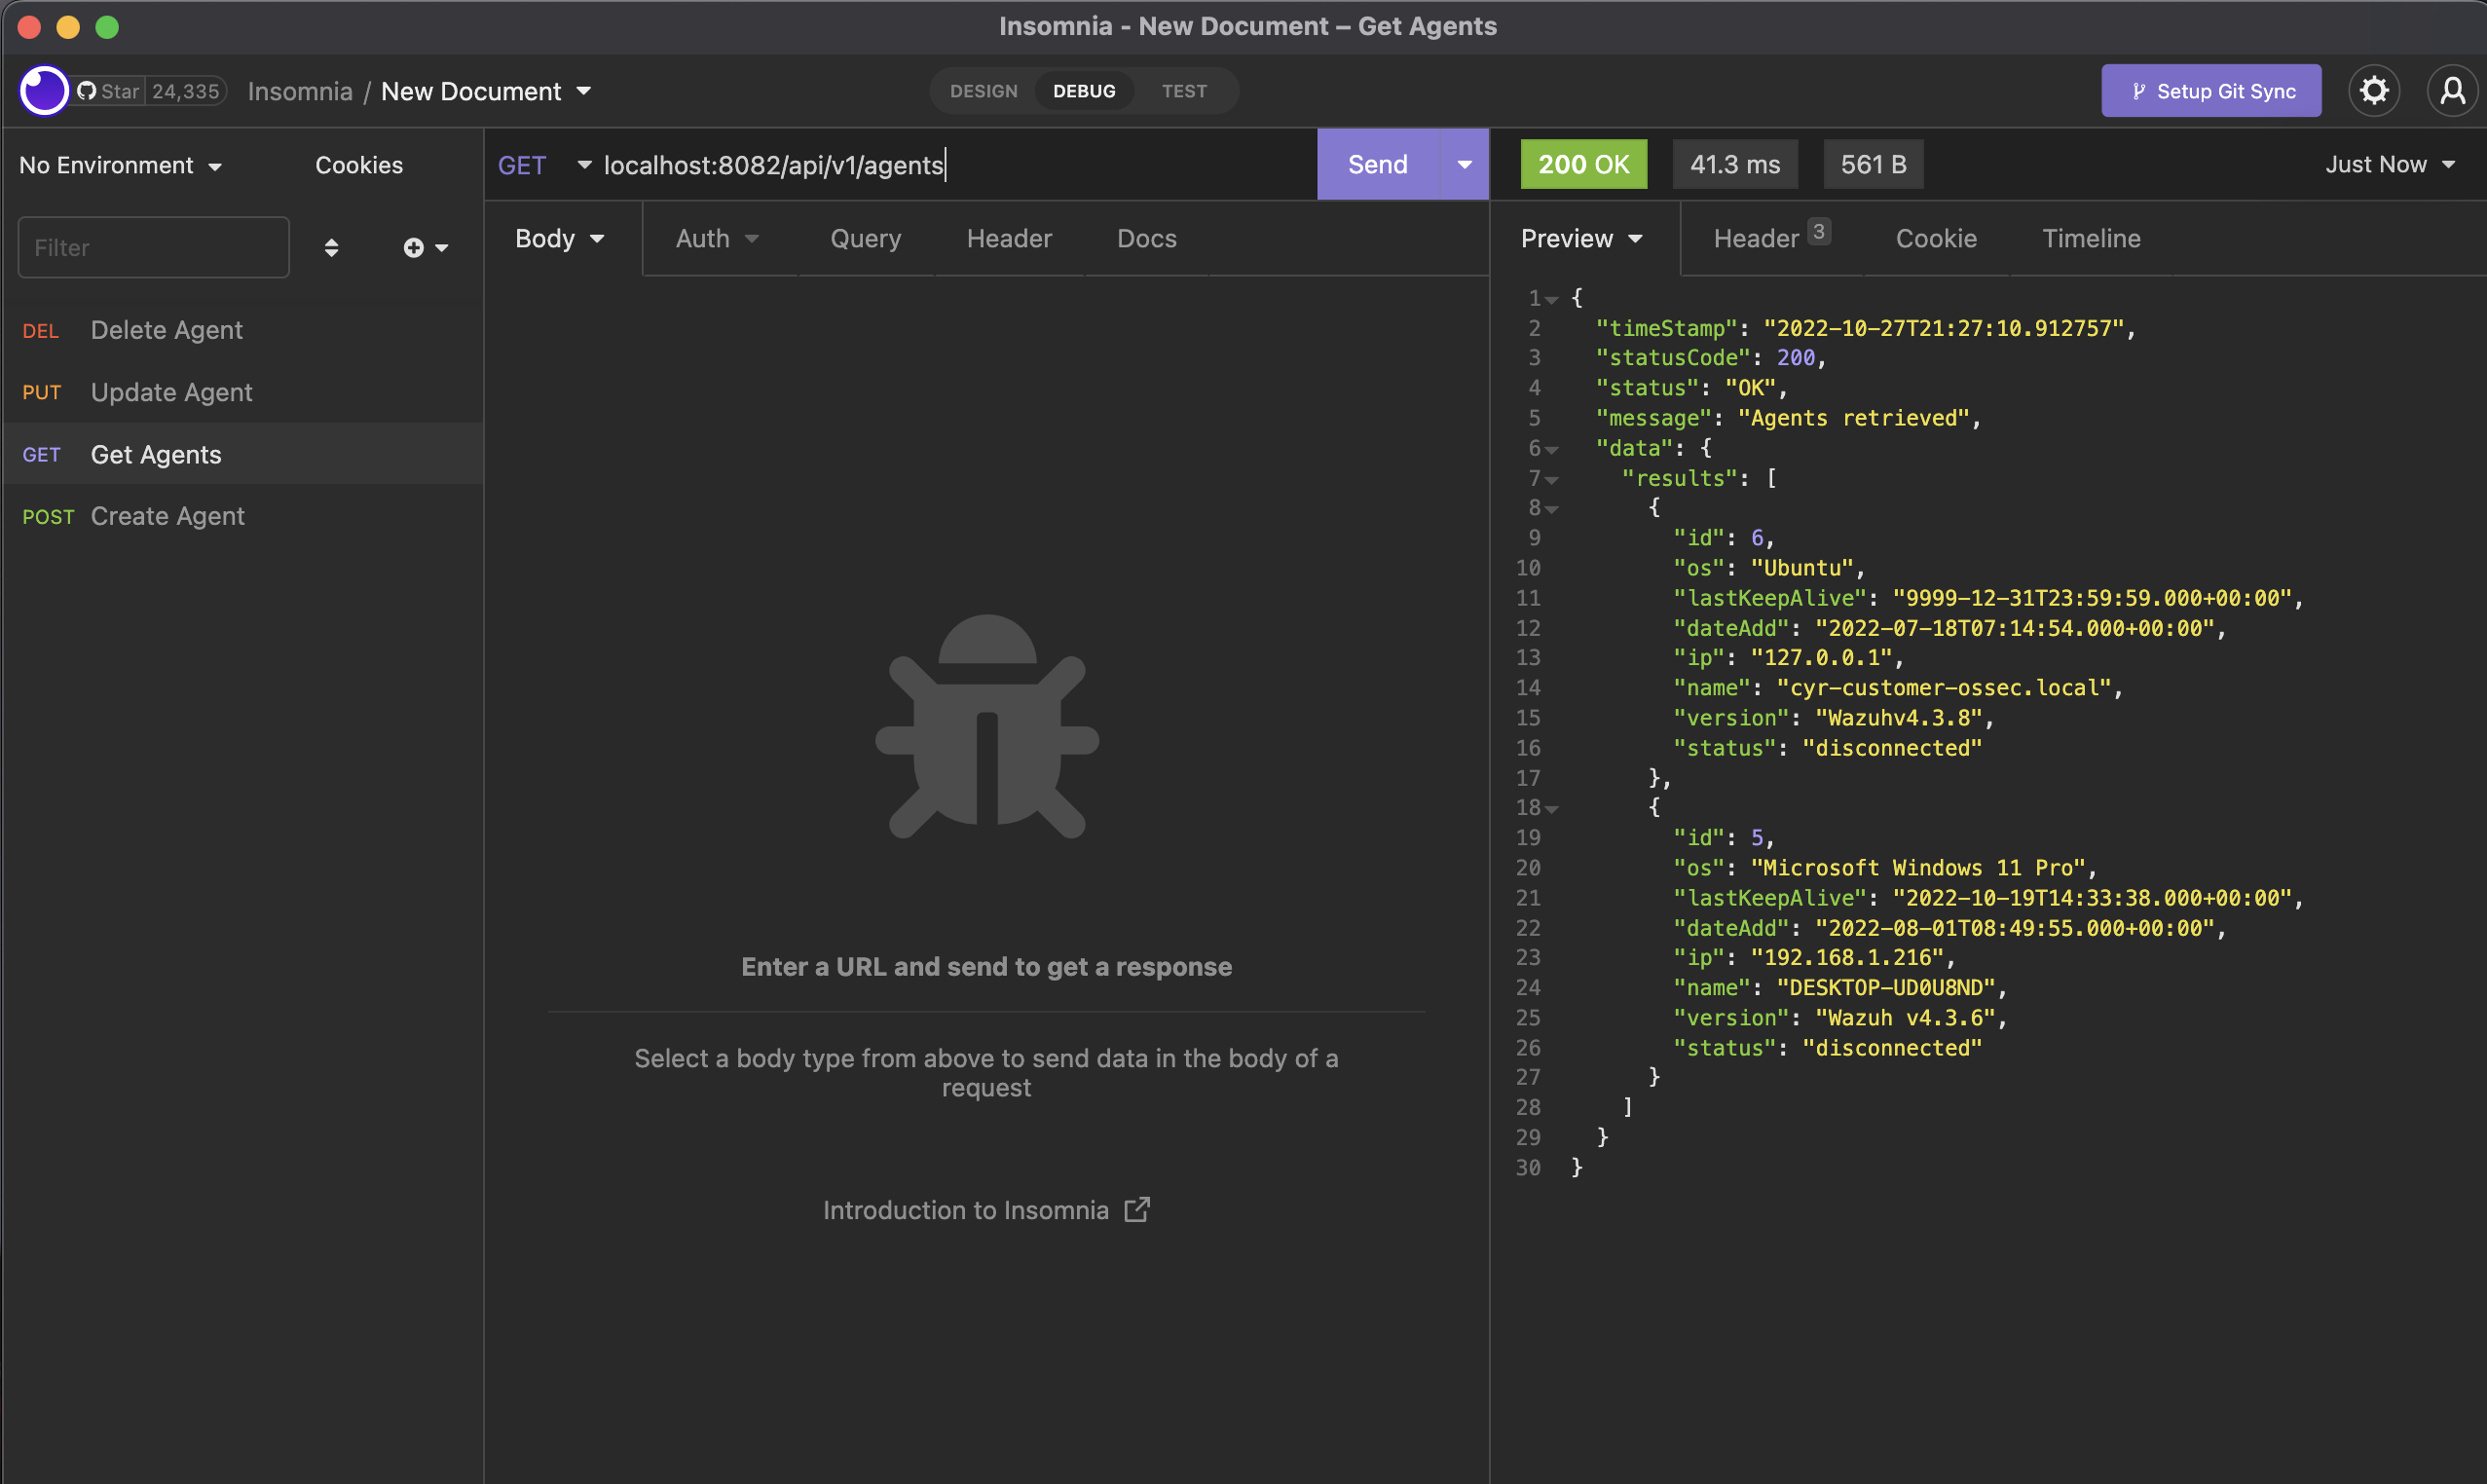 Insomnia - New Document – Get Agents
Star 24,335
Insomnia / New Document
DESIGN DEBUG TEST
Setup Git Sync
No Environment Cookies
GET localhost:8082/api/v1/agents Send
200 OK 41.3 ms 561 B Just Now
Filter
Body Auth Query Header Docs
Preview Header 3 Cookie Timeline
DEL Delete Agent
PUT Update Agent
GET Get Agents
POST Create Agent
Enter a URL and send to get a response
Select a body type from above to send data in the body of a
request
Introduction to Insomnia
1 {
2 "timeStamp": "2022-10-27T21:27:10.912757",
3 "statusCode": 200,
4 "status": "OK",
5 "message": "Agents retrieved",
6 "data": {
7 "results": [
8 {
9 "id": 6,
10 "os": "Ubuntu",
11 "lastKeepAlive": "9999-12-31T23:59:59.000+00:00",
12 "dateAdd": "2022-07-18T07:14:54.000+00:00",
13 "ip": "127.0.0.1",
14 "name": "cyr-customer-ossec.local",
15 "version": "Wazuhv4.3.8",
16 "status": "disconnected"
17 },
18 {
19 "id": 5,
20 "os": "Microsoft Windows 11 Pro",
21 "lastKeepAlive": "2022-10-19T14:33:38.000+00:00",
22 "dateAdd": "2022-08-01T08:49:55.000+00:00",
23 "ip": "192.168.1.216",
24 "name": "DESKTOP-UD0U8ND",
25 "version": "Wazuh v4.3.6",
26 "status": "disconnected"
27 }
28 ]
29 }
30 }